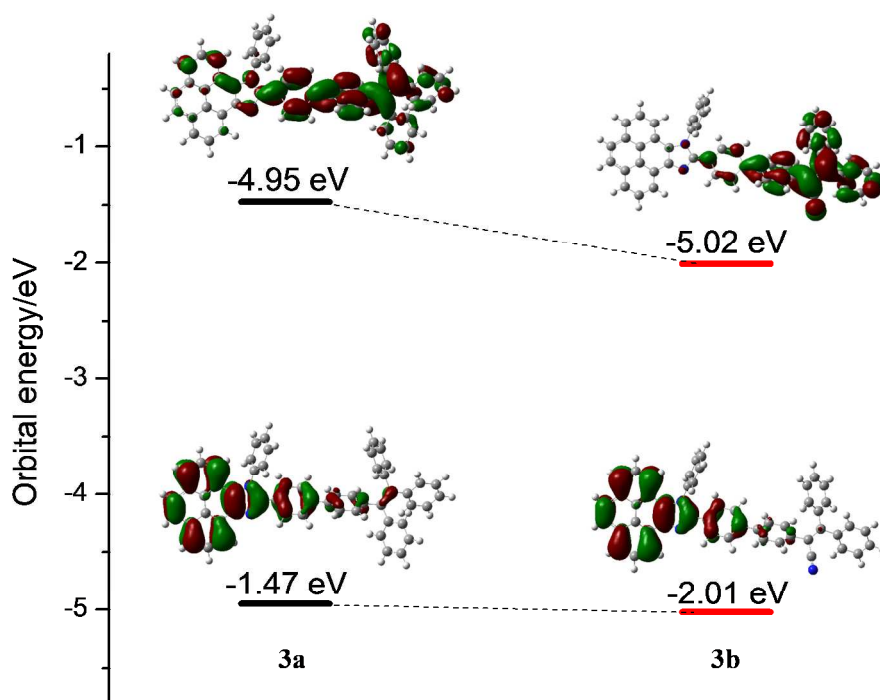 Orbital energy/eV
-1
-2
-3
-4
-5
-4.95 eV
-5.02 eV
-1.47 eV
-2.01 eV
3a
3b